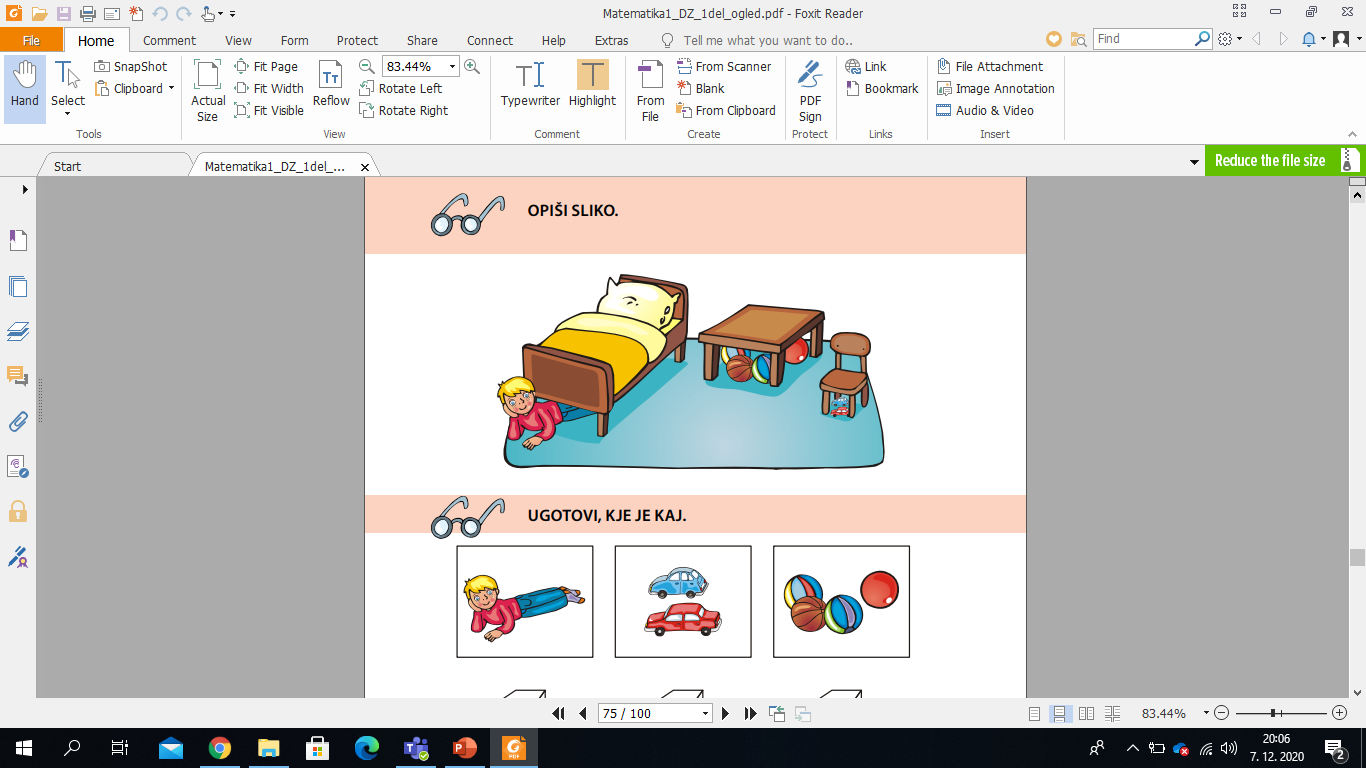 Matematika1_DZ_1del_ogled.pdf - Foxit Reader
File Home Comment View Form Protect Share Connect Help Extras Tell me what you want to do.. Find
Hand
Select
SnapShot
Clipboard
Tools
Actual Size
Fit Page
Fit Width
Fit Visible
Reflow
83.44%
Rotate Left
Rotate Right
View
Typewriter
Highlight
Comment
From File
From Scanner
Blank
From Clipboard
Create
PDF Sign
Protect
Link
Bookmark
Links
File Attachment
Image Annotation
Audio & Video
Insert
Start
Matematika1_DZ_1del_...
Reduce the file size
OPIŠI SLIKO.
UGOTOVI, KJE JE KAJ.
75 / 100
83.44%
20:06
7. 12. 2020
2